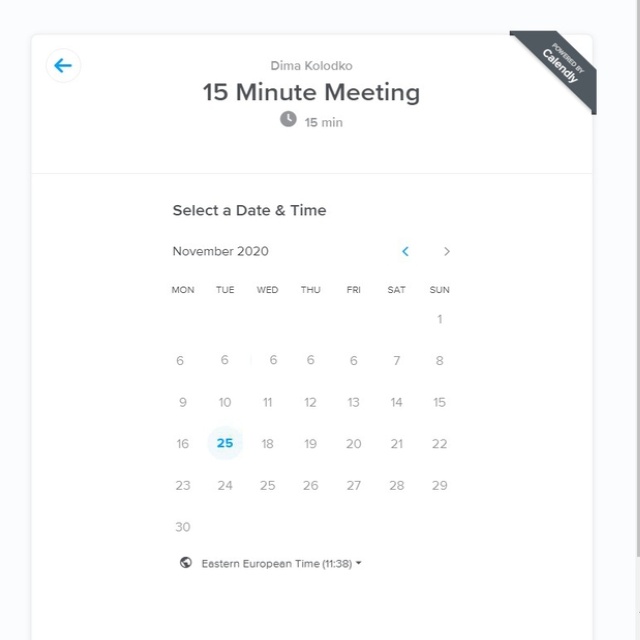 POWERED BY
Calendly
Dima Kolodko
15 Minute Meeting
15 min
Select a Date & Time
November 2020
MON TUE WED THU FRI SAT SUN
1
6 6 6 6 6 7 8
9 10 11 12 13 14 15
16 25 18 19 20 21 22
23 24 25 26 27 28 29
30
Eastern European Time (11:38)